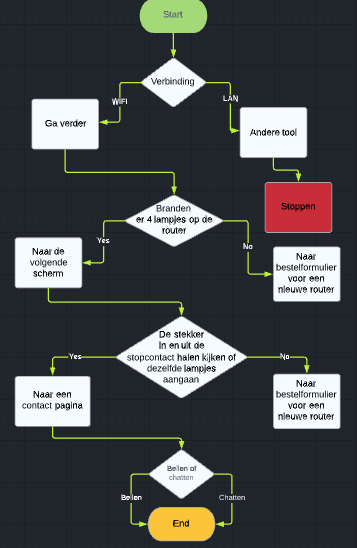 Start
Verbinding
WIFI
LAN
Ga verder
Andere tool
Stoppen
Branden
er 4 lampjes op de
router
Yes
No
Naar de
volgende
scherm
Naar
bestelformulier
voor een
nieuwe router
De stekker
in en uit de
stopcontact halen kijken of
dezelfde lampjes
aangaan
Yes
No
Naar een
contact pagina
Naar
bestelformulier
voor een
nieuwe router
Bellen of
chatten
Bellen
Chatten
End